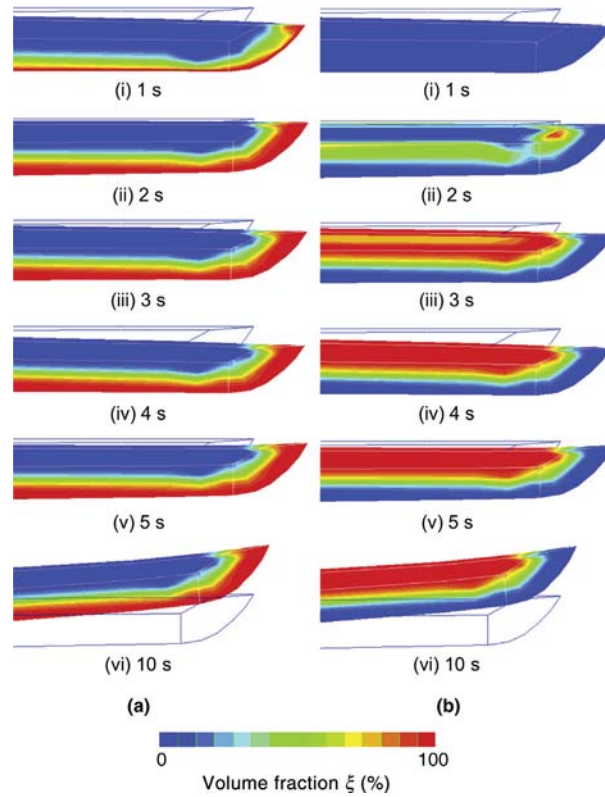 (i) 1 s
(i) 1 s
(ii) 2 s
(ii) 2 s
(iii) 3 s
(iii) 3 s
(iv) 4 s
(iv) 4 s
(v) 5 s
(v) 5 s
(vi) 10 s
(vi) 10 s
(a)
(b)
0
100
Volume fraction ξ (%)